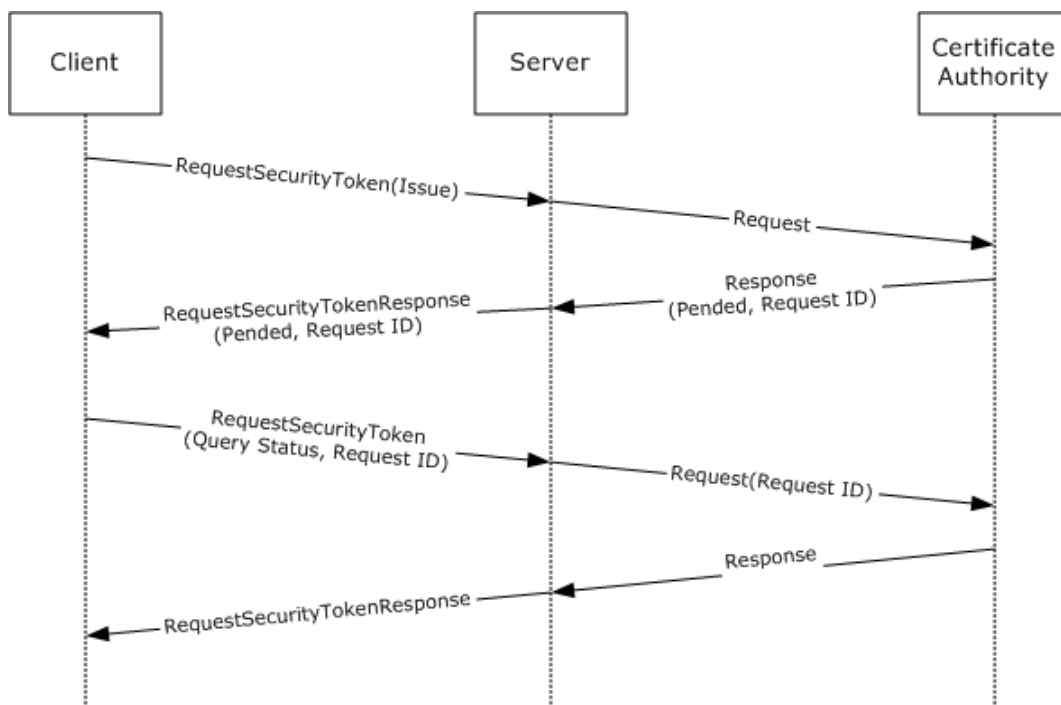 Client
Server
Certificate
Authority
RequestSecurityToken(Issue)
Request
Response
(Pended, Request ID)
RequestSecurityTokenResponse
(Pended, Request ID)
RequestSecurityToken
(Query Status, Request ID)
Request(Request ID)
Response
RequestSecurityTokenResponse